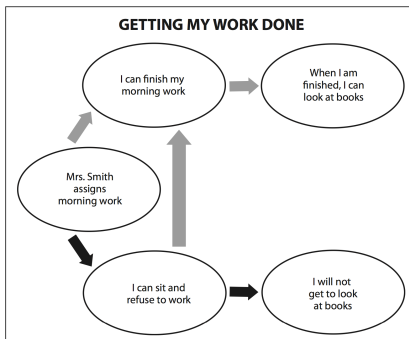 GETTING MY WORK DONE
I can finish my
morning work
When I am
finished, I can
look at books
Mrs. Smith
assigns
morning work
I can sit and
refuse to work
I will not
get to look
at books